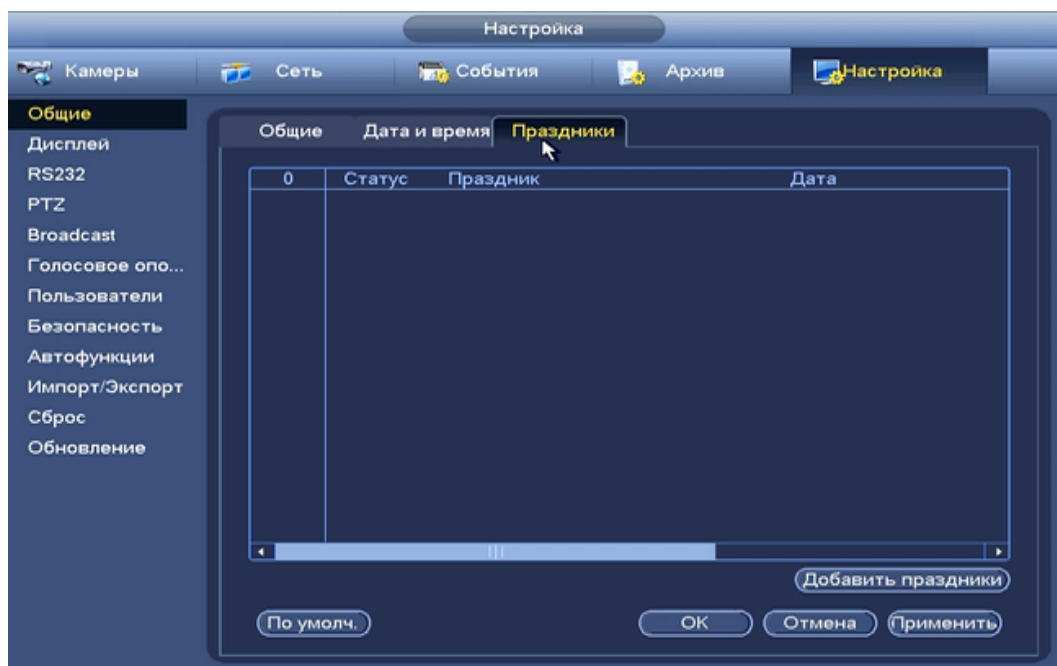 Настройка
Камеры Сеть События Архив Настройка
Общие
Дисплей
RS232
PTZ
Broadcast
Голосовое опо...
Пользователи
Безопасность
Автофункции
Импорт/Экспорт
Сброс
Обновление
Общие Дата и время Праздники
0 Статус Праздник Дата
Добавить праздники
По умолч. OK Отмена Применить